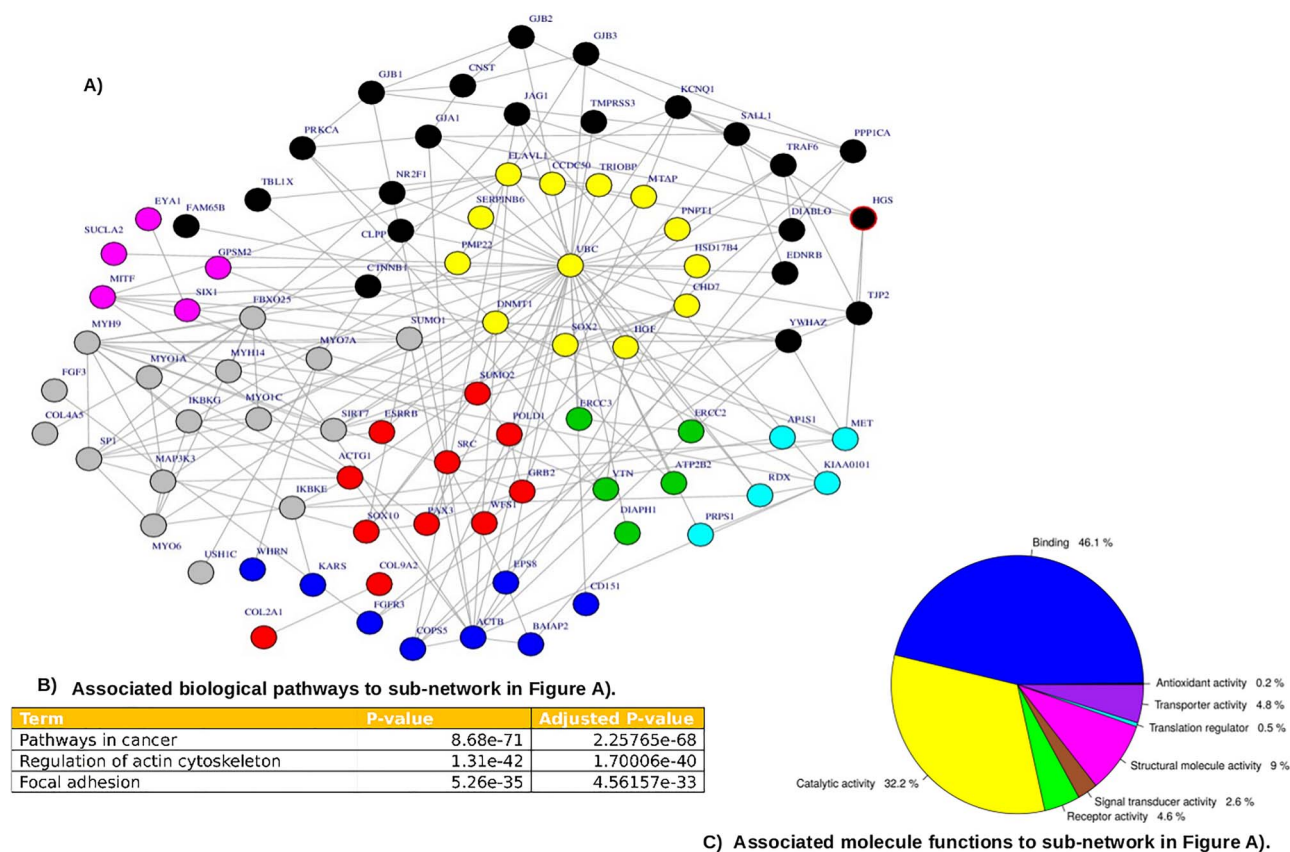 GJB2
GJB3
A)
GJB1
CNST
KCNQ1
JAG1
TMPRSS3
SALL1
PRKCA
GJA1
PPP1CA
TRAF6
ELAVL1
CCDC50
TRIOBP
MTAP
TBL1X
NR2F1
HGS
EYA1
FAM65B
SERPINB6
PNPT1
DIABLO
SUCLA2
CLPP
GPSM2
PMP22
UBC
HSD17B4
EDNRB
MITF
CTNNB1
SIX1
FBXO25
CHD7
TJP2
MYH9
SUMO1
DNMT1
SOX2
HGF
YWHAZ
MYO1A
MYH14
MYO7A
FGF3
IKBKG
MYO1C
SUMO2
COL4A5
SIRT7
ESRRB
POLD1
ERCC3
ERCC2
AP1S1
MET
SP1
MAP3K3
ACTG1
SRC
GRB2
VTN
ATP2B2
RDX
KIAA0101
IKBKE
MYO6
SOX10
PAX3
WFS1
DIAPH1
PRPS1
USH1C
WHRN
KARS
COL9A2
EPS8
CD151
COL2A1
FGFR3
COPS5
ACTB
BAIAP2
B) Associated biological pathways to sub-network in Figure A).
Term P-value Adjusted P-value
Pathways in cancer 8.68e-71 2.25765e-68
Regulation of actin cytoskeleton 1.31e-42 1.70006e-40
Focal adhesion 5.26e-35 4.56157e-33
Binding 46.1 %
Antioxidant activity 0.2 %
Transporter activity 4.8 %
Translation regulator 0.5 %
Structural molecule activity 9 %
Catalytic activity 32.2 %
Signal transducer activity 2.6 %
Receptor activity 4.6 %
C) Associated molecule functions to sub-network in Figure A).